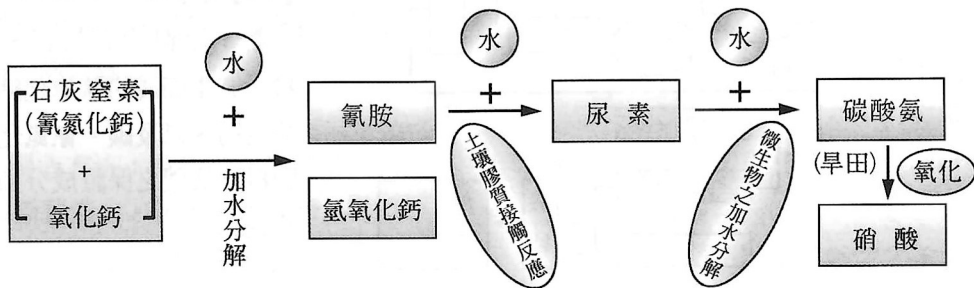 石灰窒素
(氰氮化鈣)
+
氧化鈣
水
+
加水分解
氰胺
氫氧化鈣
水
+
土壤膠質接觸反應
尿素
水
+
微生物之加水分解
碳酸氨
(旱田)
氧化
硝酸